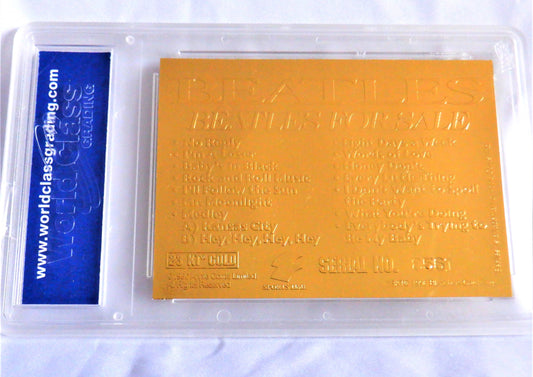 www.worldclassgrading.com
World Class
GRADING
BEATLES
BEATLES FOR SALE
No Reply
I'm a Loser
Baby's in Black
Rock and Roll Music
I'll Follow the Sun
Mr. Moonlight
Medley
A) Kansas City
B) Hey, Hey, Hey, Hey
Eight Days a Week
Words of Love
Honey Don't
Every Little Thing
I Don't Want to Spoil
the Party
What You're Doing
Everybody's Trying to
Be My Baby
23 KT GOLD
SERIAL NO.
All Rights Reserved